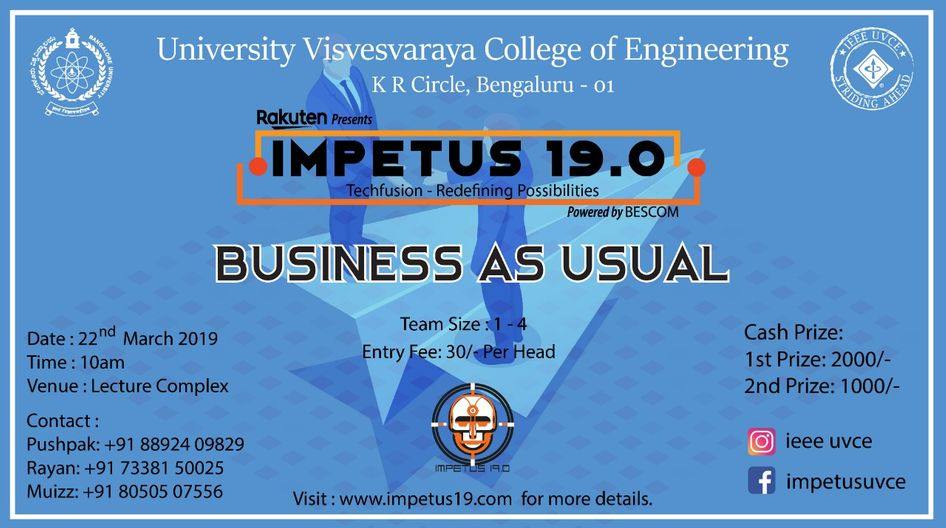 University Visvesvaraya College of Engineering
K R Circle, Bengaluru - 01
BANGALORE UNIVERSITY
IEEE UVCE
STRIDING AHEAD
Rakuten Presents
IMPETUS 19.0
Techfusion - Redefining Possibilities
Powered by BESCOM
BUSINESS AS USUAL
Date : 22nd March 2019
Time : 10am
Venue : Lecture Complex
Contact :
Pushpak: +91 88924 09829
Rayan: +91 73381 50025
Muizz: +91 80505 07556
Team Size : 1 - 4
Entry Fee: 30/- Per Head
IMPETUS 19.0
Visit : www.impetus19.com for more details.
Cash Prize:
1st Prize: 2000/-
2nd Prize: 1000/-
ieee uvce
impetusuvce